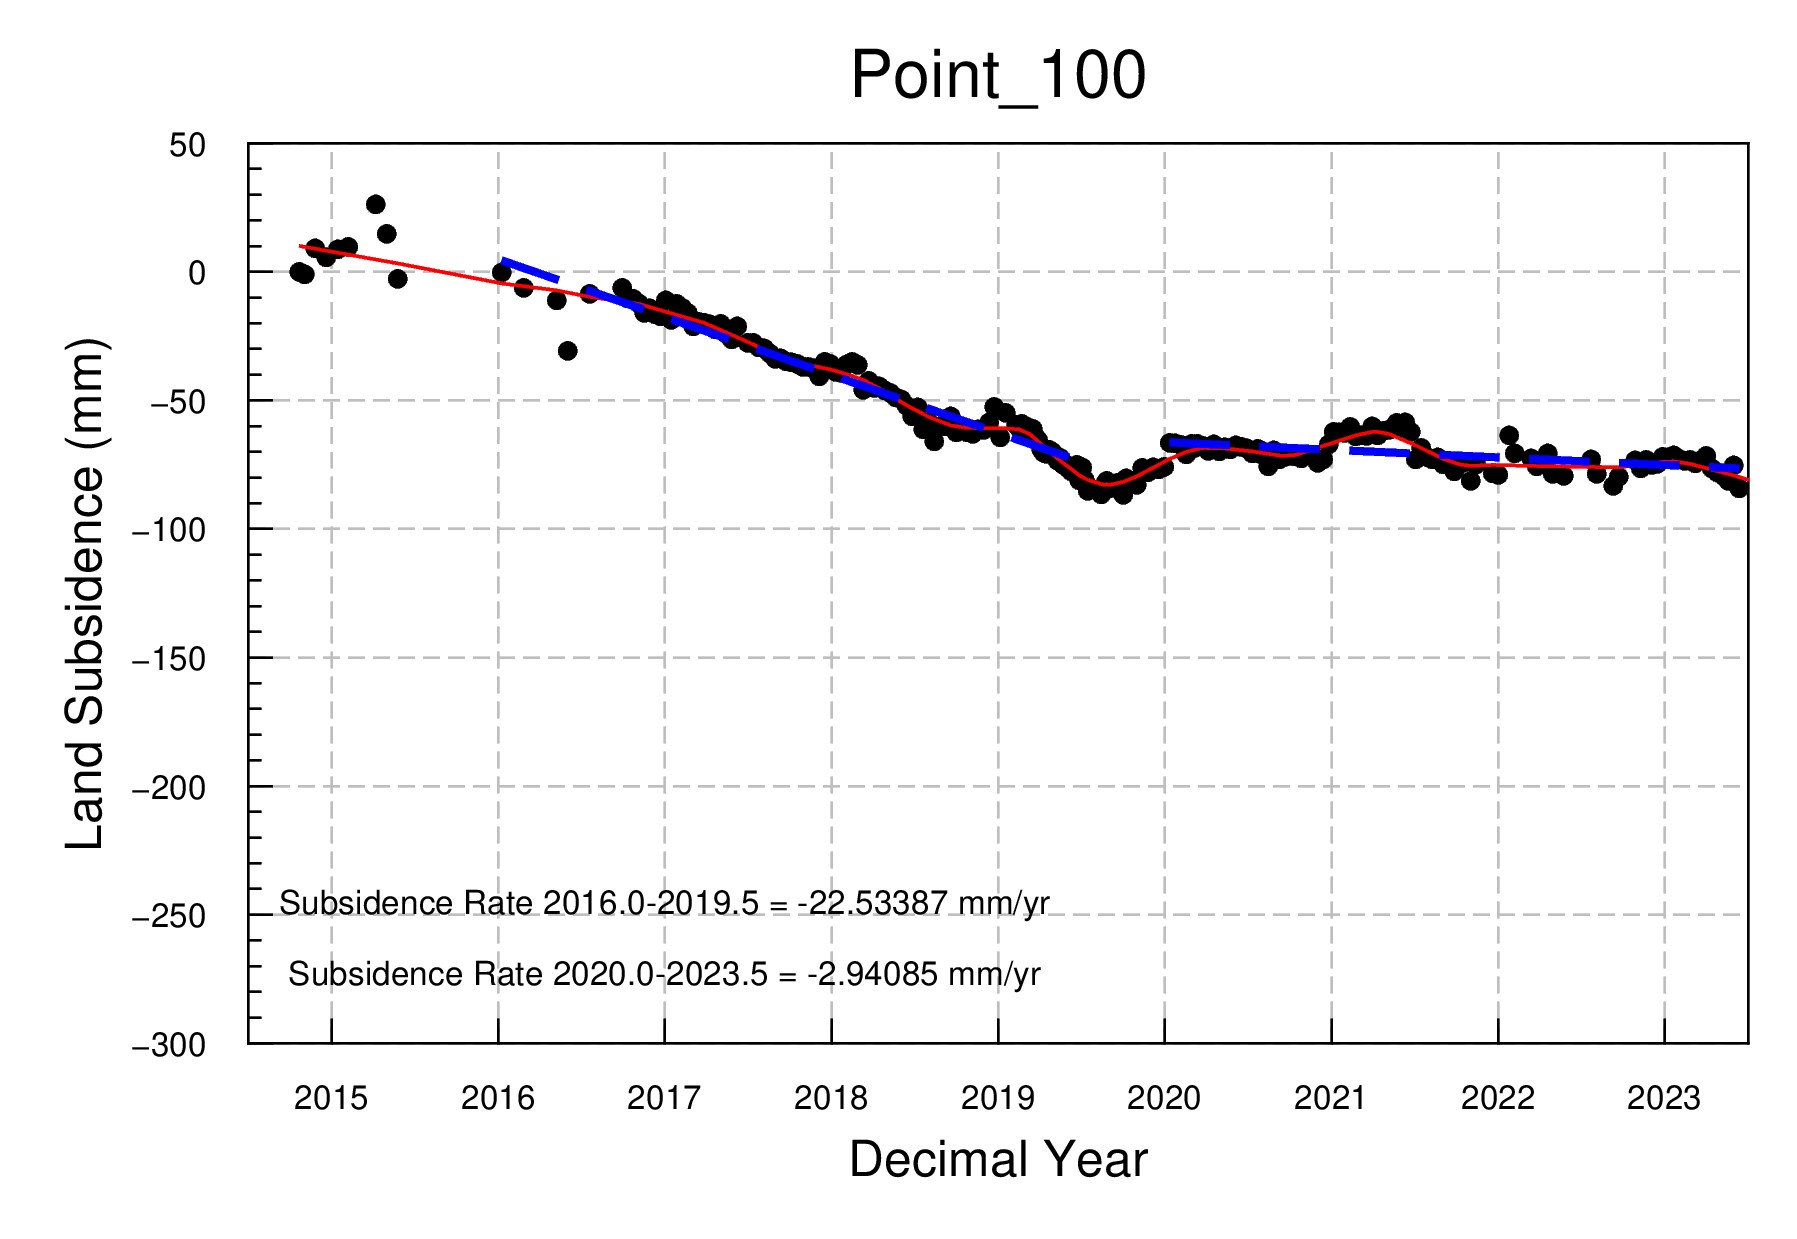 Point_100
50
0
−50
−100
−150
−200
−250
−300
Land Subsidence (mm)
Subsidence Rate 2016.0-2019.5 = -22.53387 mm/yr
Subsidence Rate 2020.0-2023.5 = -2.94085 mm/yr
2015 2016 2017 2018 2019 2020 2021 2022 2023
Decimal Year